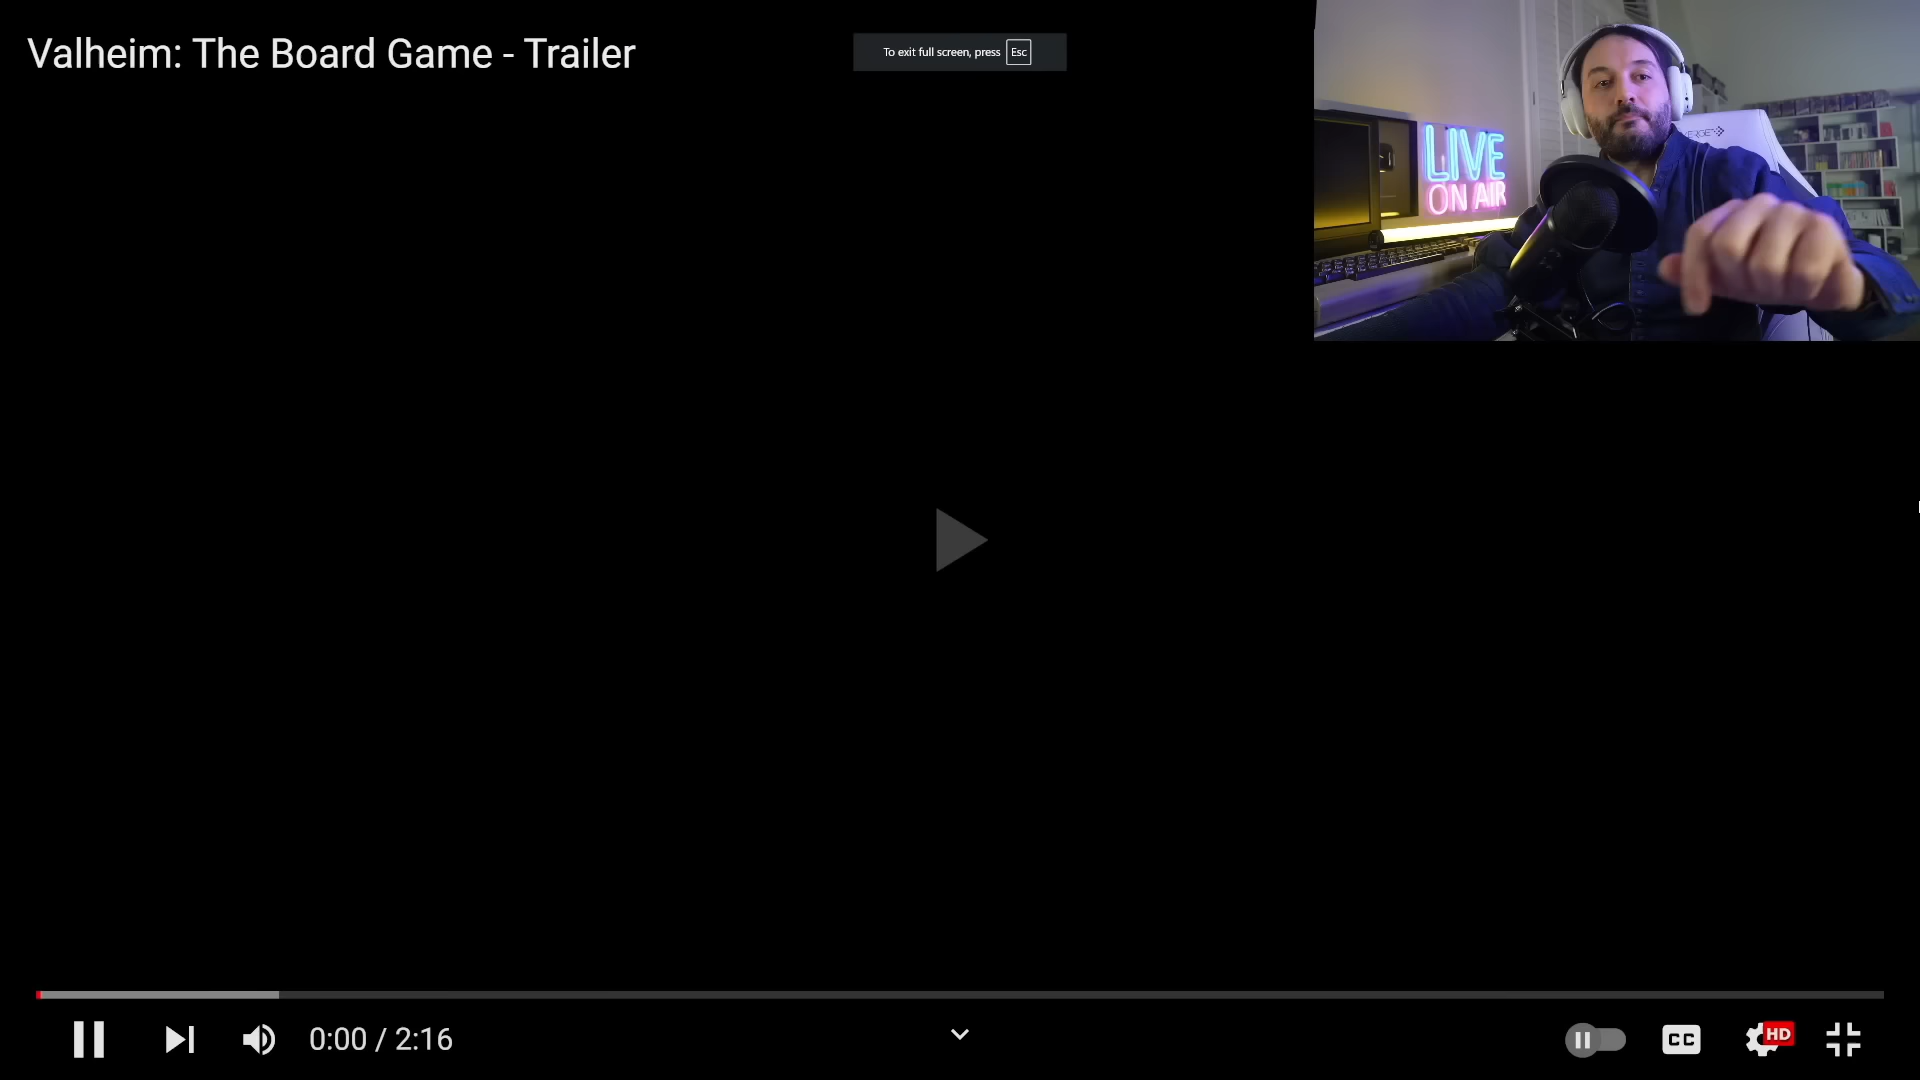 Valheim: The Board Game - Trailer
To exit full screen, press Esc
LIVE
ON AIR
0:00 / 2:16
CC
HD